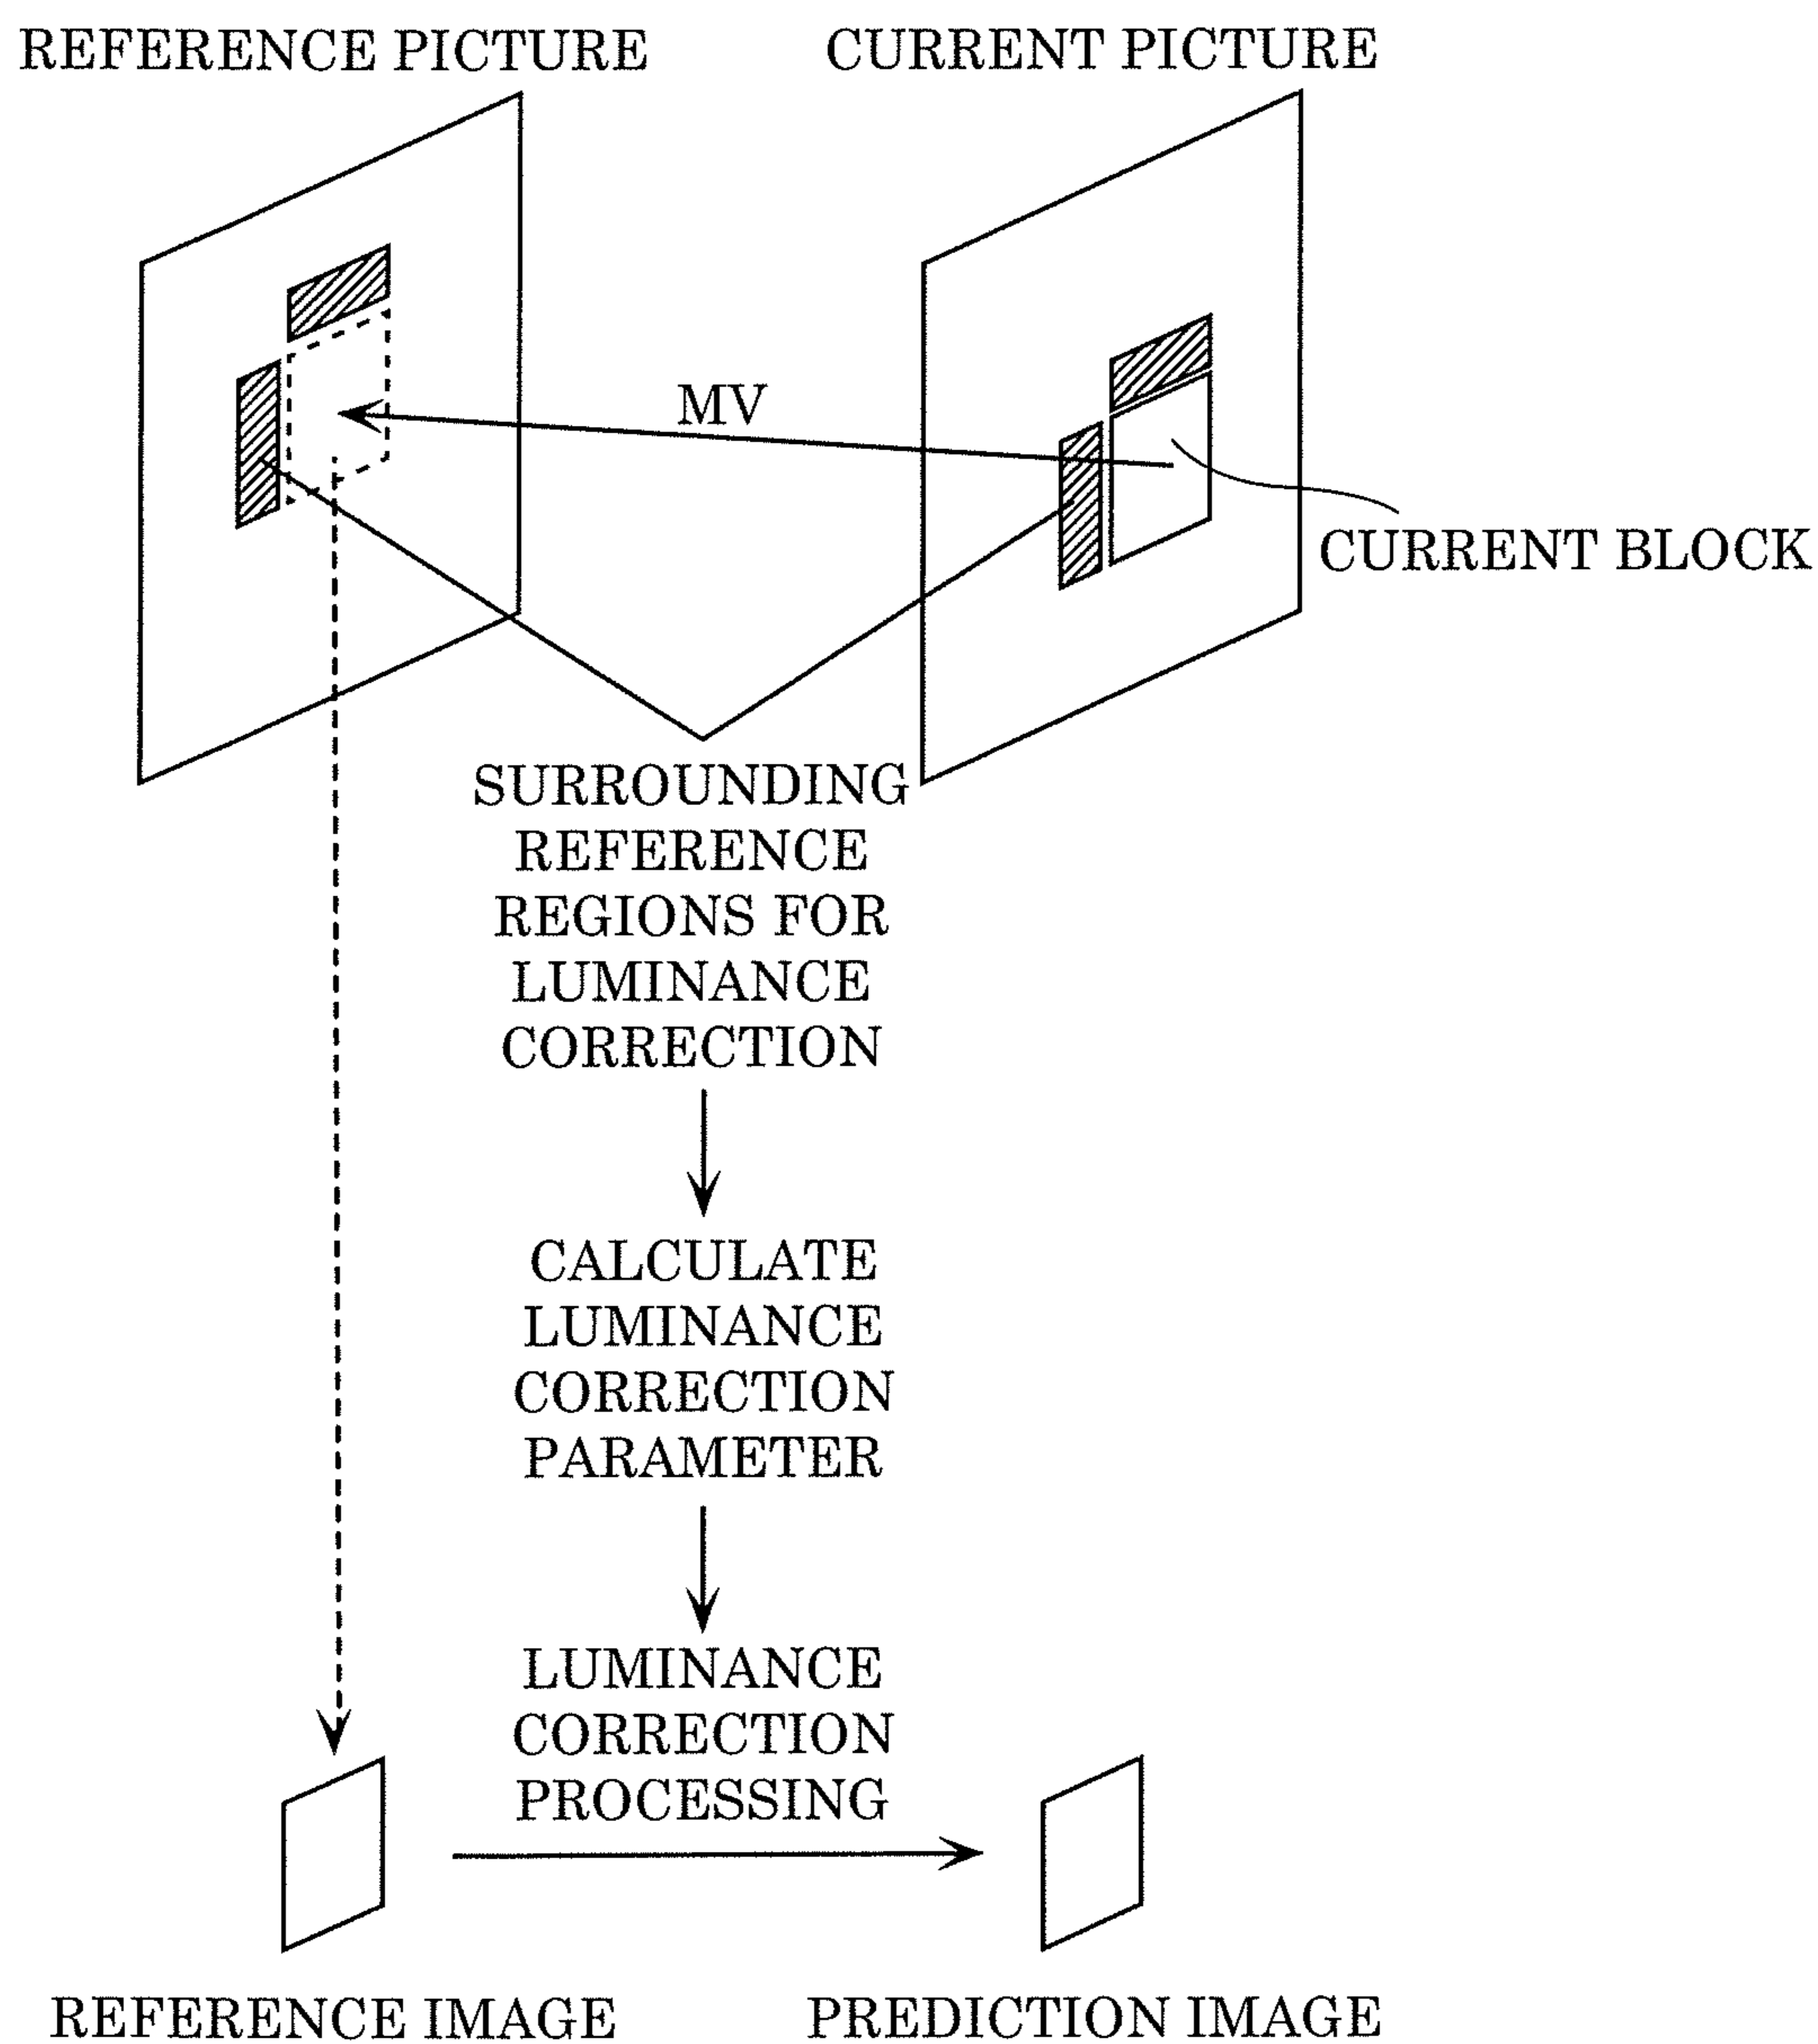 REFERENCE PICTURE
CURRENT PICTURE
MV
CURRENT BLOCK
SURROUNDING
REFERENCE
REGIONS FOR
LUMINANCE
CORRECTION
CALCULATE
LUMINANCE
CORRECTION
PARAMETER
LUMINANCE
CORRECTION
PROCESSING
REFERENCE IMAGE
PREDICTION IMAGE